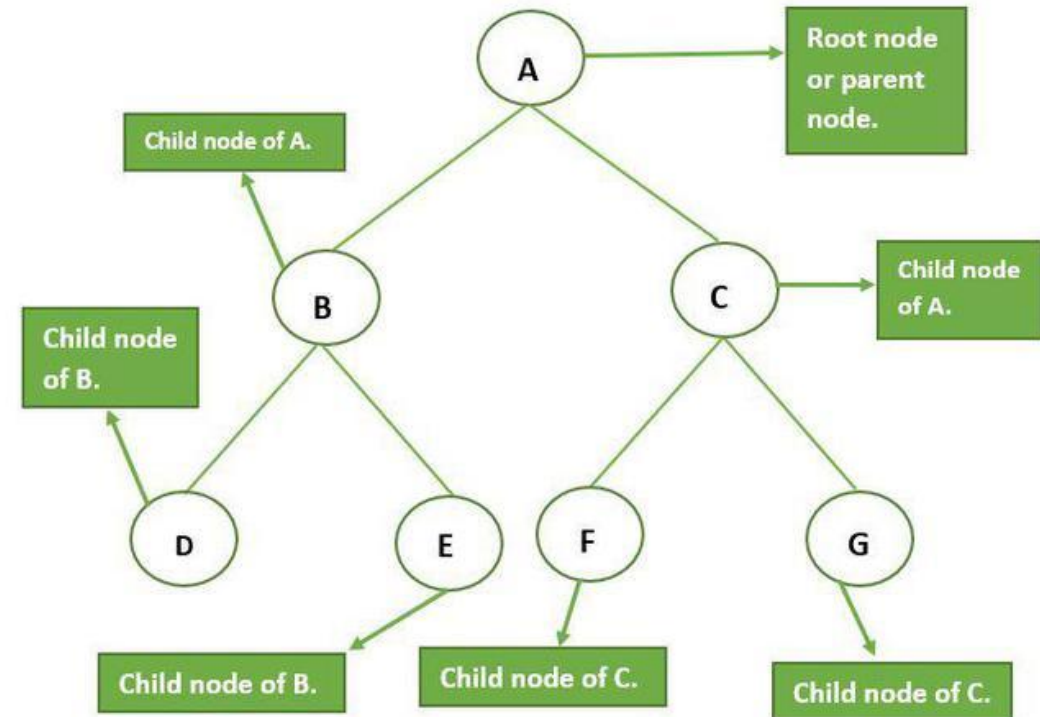 A
Root node
or parent
node.
Child node of A.
B
C
Child node
of A.
Child node
of B.
D
E
F
G
Child node of B.
Child node of C.
Child node of C.